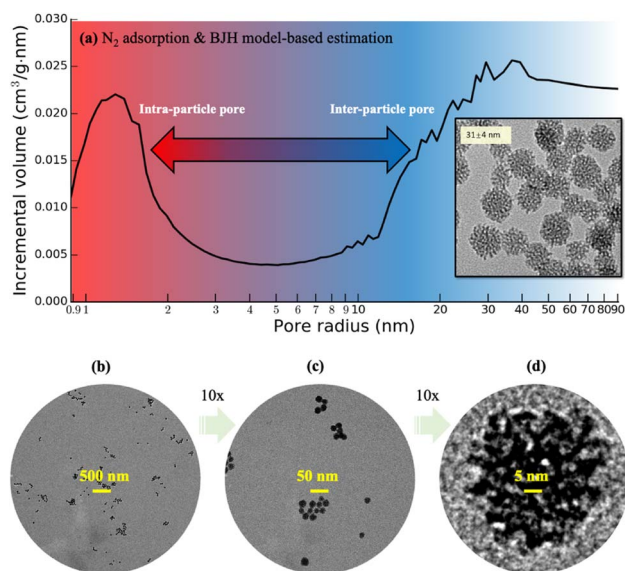 (a) N₂ adsorption & BJH model-based estimation
Incremental volume (cm³/g·nm)
0.030
0.025
0.020
0.015
0.010
0.005
0.000
Intra-particle pore
Inter-particle pore
31±4 nm
0.9 1 2 3 4 5 6 7 8 9 10 20 30 40 50 60 70 80 90
Pore radius (nm)
(b) (c) (d)
10x 10x
500 nm 50 nm 5 nm